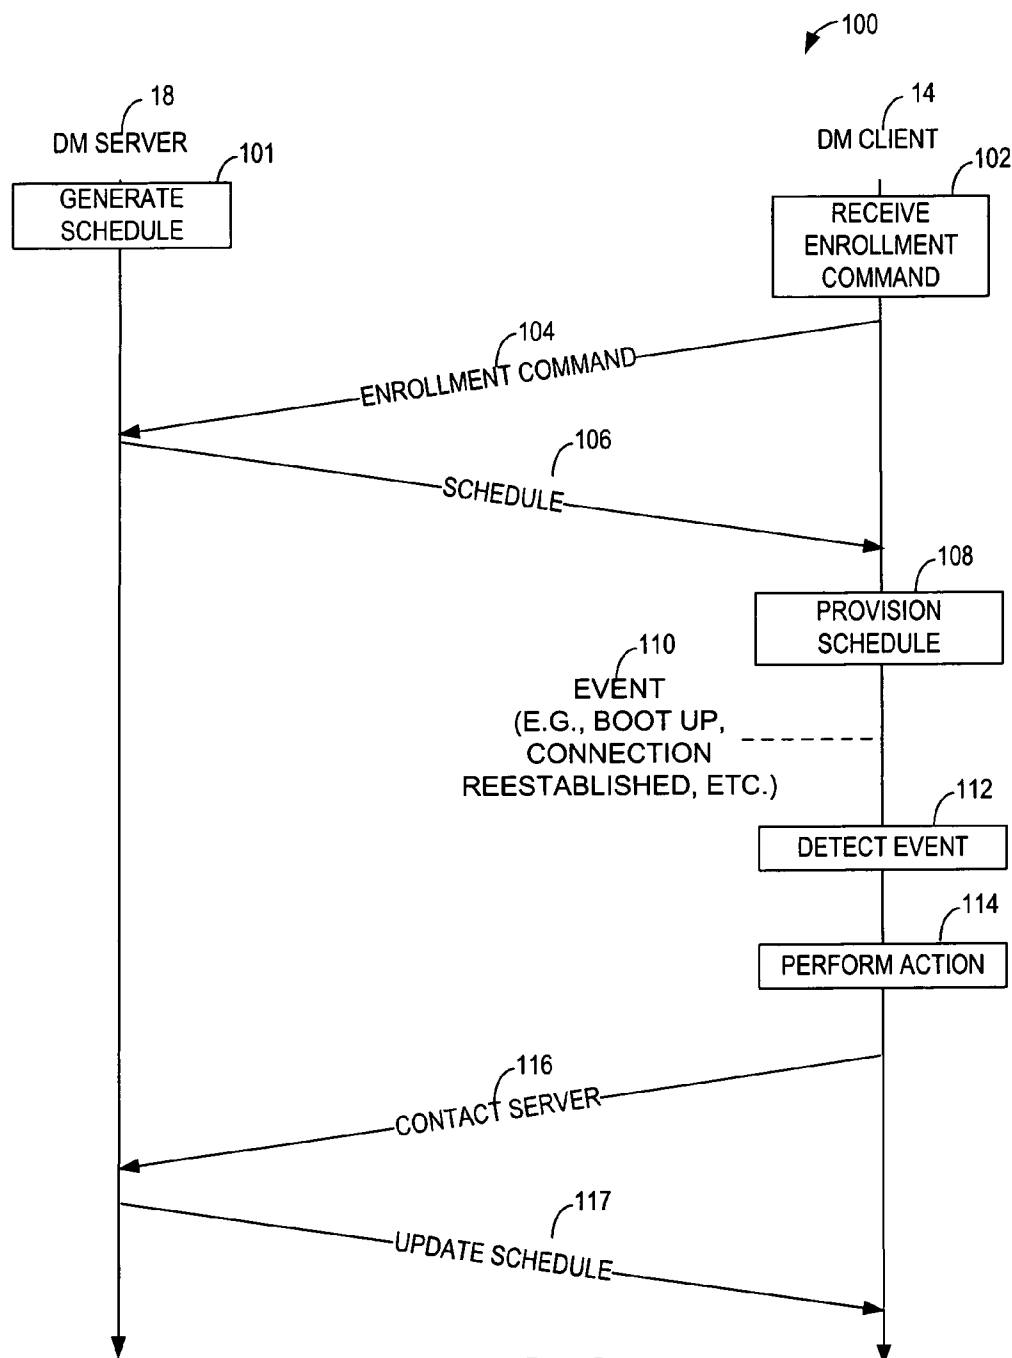 100
18
14
DM SERVER
DM CLIENT
101
102
GENERATE
SCHEDULE
RECEIVE
ENROLLMENT
COMMAND
104
ENROLLMENT COMMAND
106
SCHEDULE
108
PROVISION
SCHEDULE
110
EVENT
(E.G., BOOT UP,
CONNECTION
REESTABLISHED, ETC.)
112
DETECT EVENT
114
PERFORM ACTION
116
CONTACT SERVER
117
UPDATE SCHEDULE